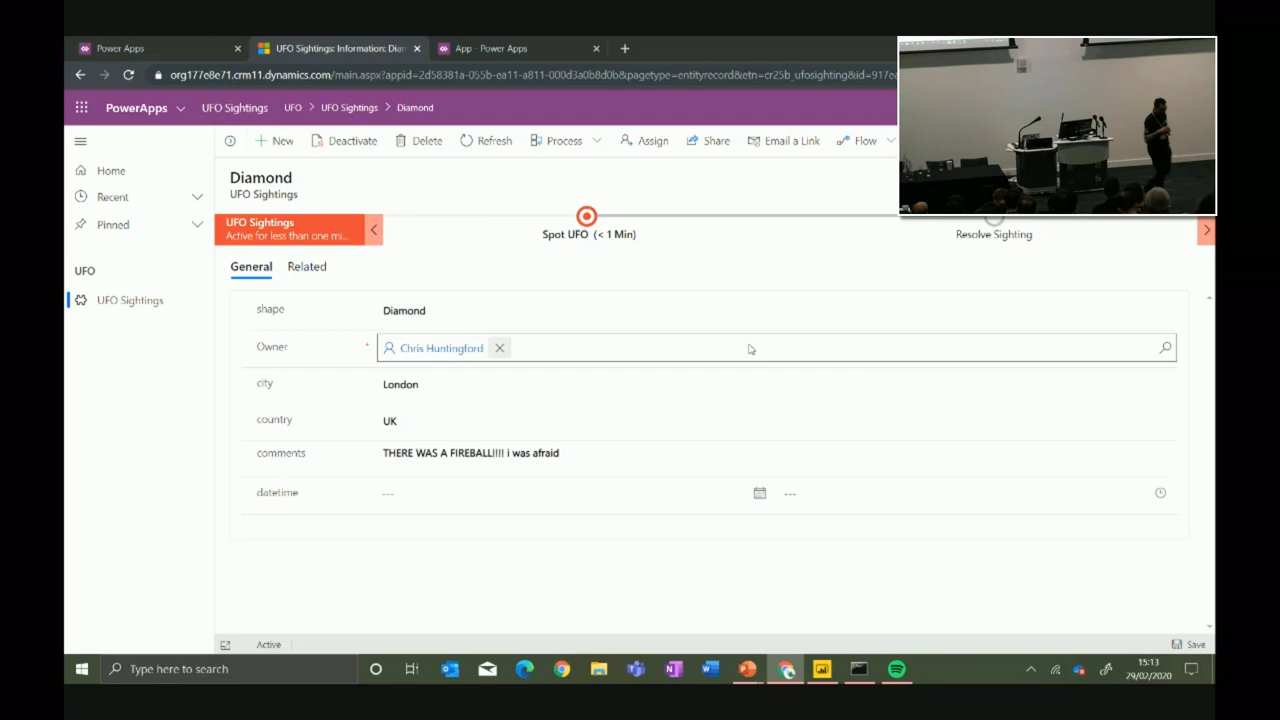 Power Apps
UFO Sightings: Information: Dian
App - Power Apps
org177e8e71.crm11.dynamics.com/main.aspx?appid=2d58381a-055b-ea11-a811-000d3a0b8d0b&pagetype=entityrecord&etn=cr25b_ufosighting&id=917ea
PowerApps
UFO Sightings
UFO > UFO Sightings > Diamond
New
Deactivate
Delete
Refresh
Process
Assign
Share
Email a Link
Flow
Home
Recent
Pinned
UFO
UFO Sightings
Diamond
UFO Sightings
UFO Sightings
Active for less than one mi...
Spot UFO (< 1 Min)
Resolve Sighting
General
Related
shape
Diamond
Owner
*
Chris Huntingford
city
London
country
UK
comments
THERE WAS A FIREBALL!!!! i was afraid
datetime
---
---
Active
Save
Type here to search
15:13
29/02/2020